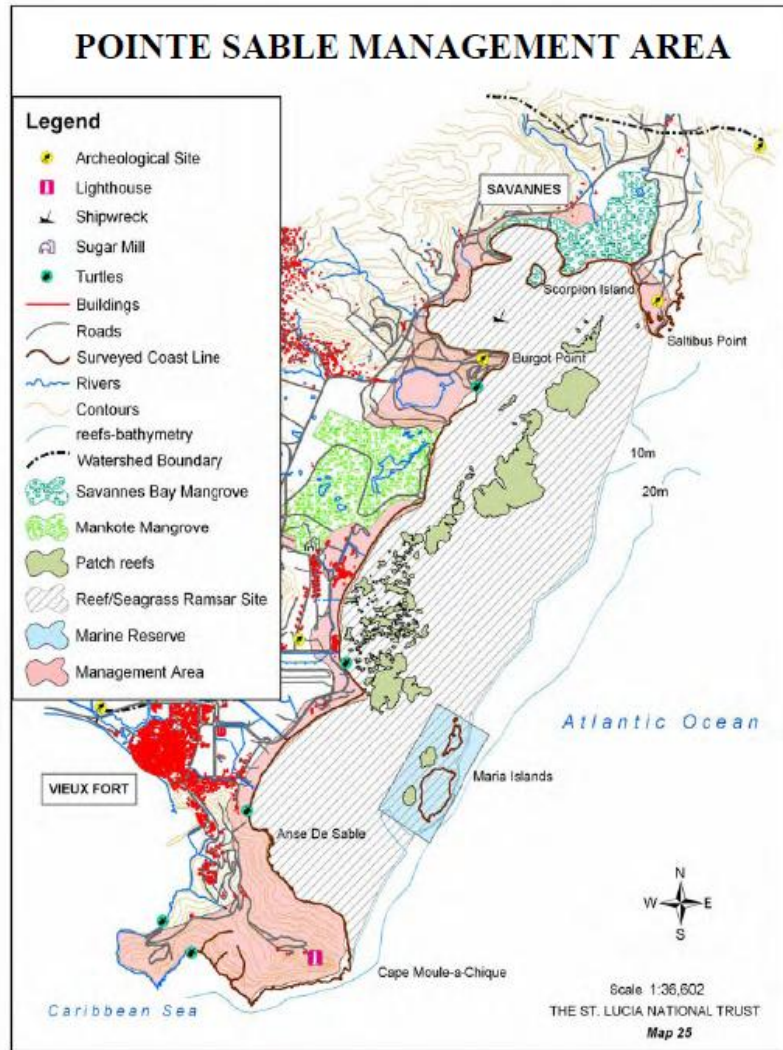 POINTE SABLE MANAGEMENT AREA
Legend
Archeological Site
Lighthouse
Shipwreck
Sugar Mill
Turtles
Buildings
Roads
Surveyed Coast Line
Rivers
Contours
reefs-bathymetry
Watershed Boundary
Savannes Bay Mangrove
Mankote Mangrove
Patch reefs
Reef/Seagrass Ramsar Site
Marine Reserve
Management Area
SAVANNES
Scorpion Island
Saltibus Point
Burgot Point
10m
20m
Atlantic Ocean
Maria Islands
VIEUX FORT
Anse De Sable
Cape Moule-a-Chique
Caribbean Sea
N
W
E
S
Scale 1:36,602
THE ST. LUCIA NATIONAL TRUST
Map 25